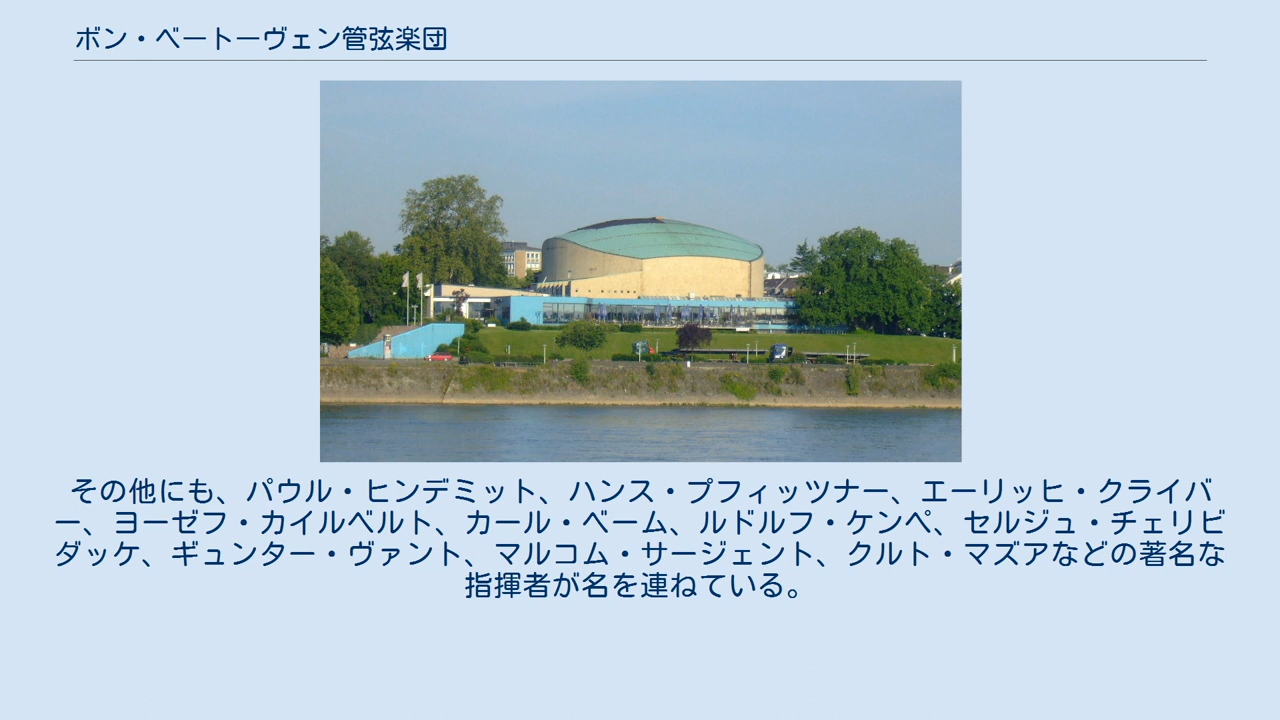 ボン・ベートーヴェン管弦楽団
その他にも、パウル・ヒンデミット、ハンス・プフィッツナー、エーリッヒ・クライバ
ー、ヨーゼフ・カイルベルト、カール・ベーム、ルドルフ・ケンペ、セルジュ・チェリビ
ダッケ、ギュンター・ヴァント、マルコム・サージェント、クルト・マズアなどの著名な
指揮者が名を連ねている。